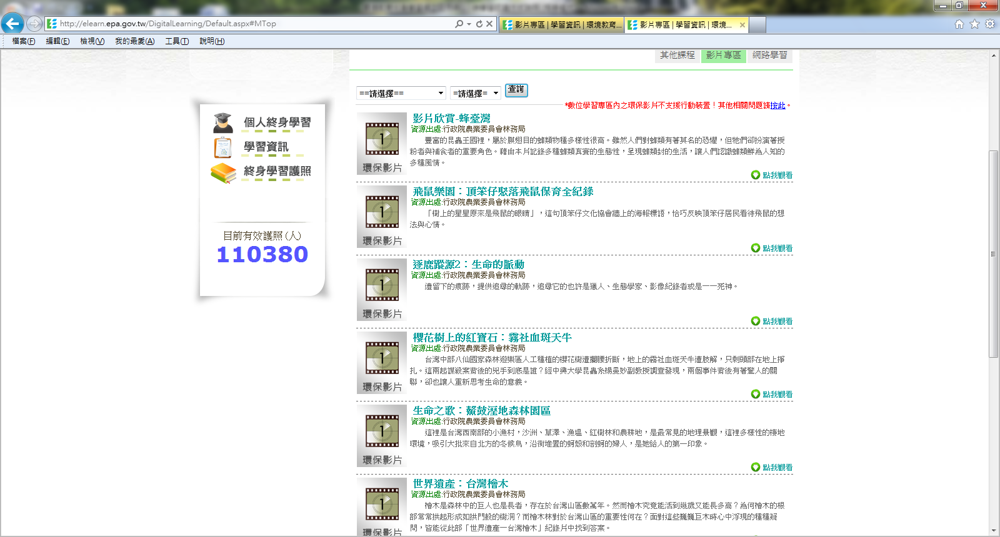 http://elearn.epa.gov.tw/DigitalLearning/Default.aspx#MTop
影片專區 | 學習資訊 | 環境教育...
影片專區 | 學習資訊 | 環境...
檔案(F) 編輯(E) 檢視(V) 我的最愛(A) 工具(T) 說明(H)
其他課程 影片專區 網路學習
==請選擇== =請選擇= 查詢
*數位學習專區內之環保影片不支援行動裝置！其他相關問題請按此。
個人終身學習
學習資訊
終身學習護照
目前有效護照(人)
110380
影片欣賞-蜂臺灣
資源出處:行政院農業委員會林務局
豐富的昆蟲王國裡，屬於膜翅目的蜂類物種多樣性很高。雖然人們對蜂類有著莫名的恐懼，但牠們卻扮演著授
粉者與補食者的重要角色。藉由本片記錄多種蜂類真實的生態性，呈現蜂類封的生活，讓人們認識蜂類鮮為人知的
多種風情。
1
環保影片
點我觀看
飛鼠樂園：頂笨仔聚落飛鼠保育全紀錄
資源出處:行政院農業委員會林務局
「樹上的星星原來是飛鼠的眼睛」，這句頂笨仔文化協會牆上的海報標語，恰巧反映頂笨仔居民看待飛鼠的想
法與心情。
1
環保影片
點我觀看
逐鹿蹤源2：生命的脈動
資源出處:行政院農業委員會林務局
遺留下的痕跡，提供追尋的軌跡，追尋它的也許是獵人、生態學家、影像紀錄者或是一一死神。
1
環保影片
點我觀看
櫻花樹上的紅寶石：霧社血斑天牛
資源出處:行政院農業委員會林務局
台灣中部八仙國家森林遊樂區人工種植的櫻花樹遭攔腰折斷，地上的霧社血斑天牛遭肢解，只剩頭部在地上掙
扎。這兩起謀殺案背後的兇手到底是誰？經中興大學昆蟲系楊曼妙副教授調查發現，兩個事件背後有著驚人的關
聯，卻也讓人重新思考生命的意義。
1
環保影片
點我觀看
生命之歌：鰲鼓溼地森林園區
資源出處:行政院農業委員會林務局
這裡是台灣西南部的小漁村，沙洲、草澤、漁塭、紅樹林和農耕地，是最常見的地理景觀，這裡多樣性的棲地
環境，吸引大批來自北方的冬候鳥，沿街堆置的蚵殼和剖蚵的婦人，是她給人的第一印象。
1
環保影片
點我觀看
世界遺產：台灣檜木
資源出處:行政院農業委員會林務局
檜木是森林中的巨人也是長者，存在於台灣山區數萬年。然而檜木究竟能活到幾歲又能長多高？為何檜木的根
部常常拱起形成如拱門般的樹洞？而檜木林對於台灣山區的重要性何在？面對這些巍巍巨木時心中浮現的種種疑
問，皆能從此部「世界遺產一台灣檜木」紀錄片中找到答案。
1
環保影片